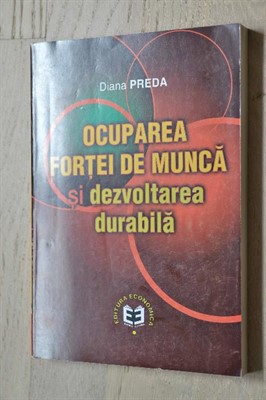 Diana PREDA
OCUPAREA
FORȚEI DE MUNCĂ
și dezvoltarea
durabilă
EDITURA ECONOMICĂ